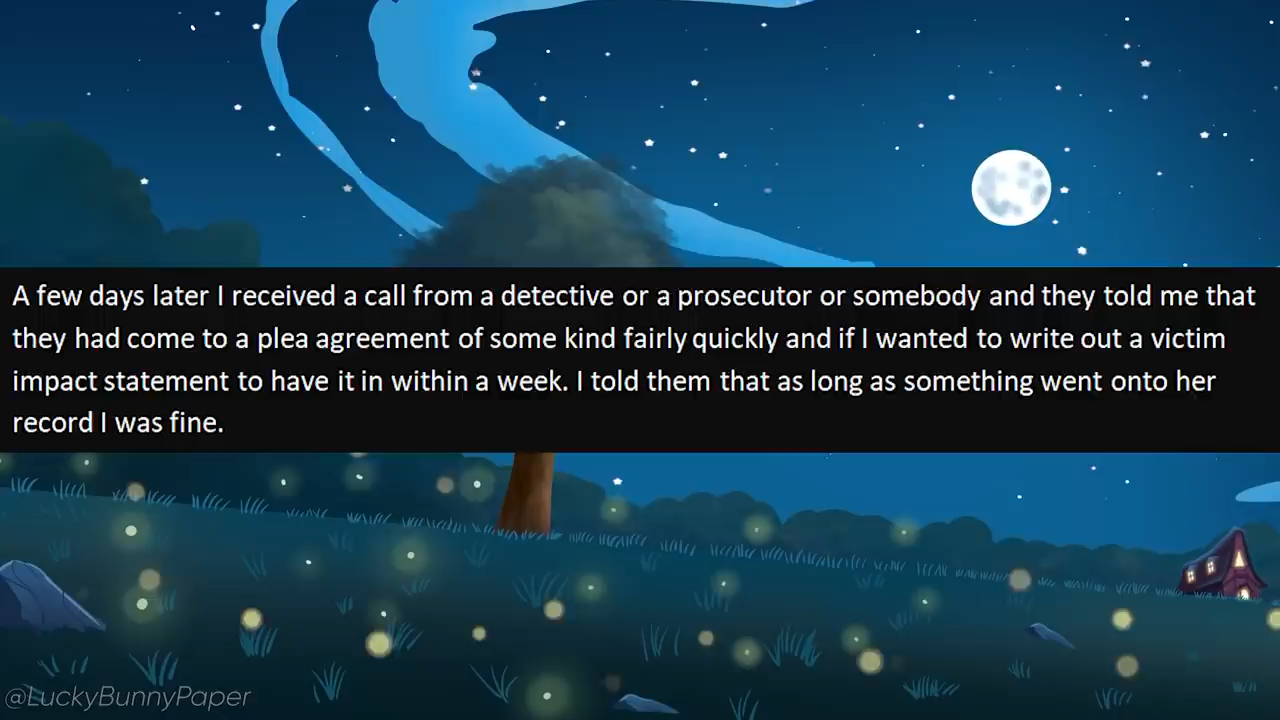 A few days later I received a call from a detective or a prosecutor or somebody and they told me that
they had come to a plea agreement of some kind fairly quickly and if I wanted to write out a victim
impact statement to have it in within a week. I told them that as long as something went onto her
record I was fine.
@LuckyBunnyPaper